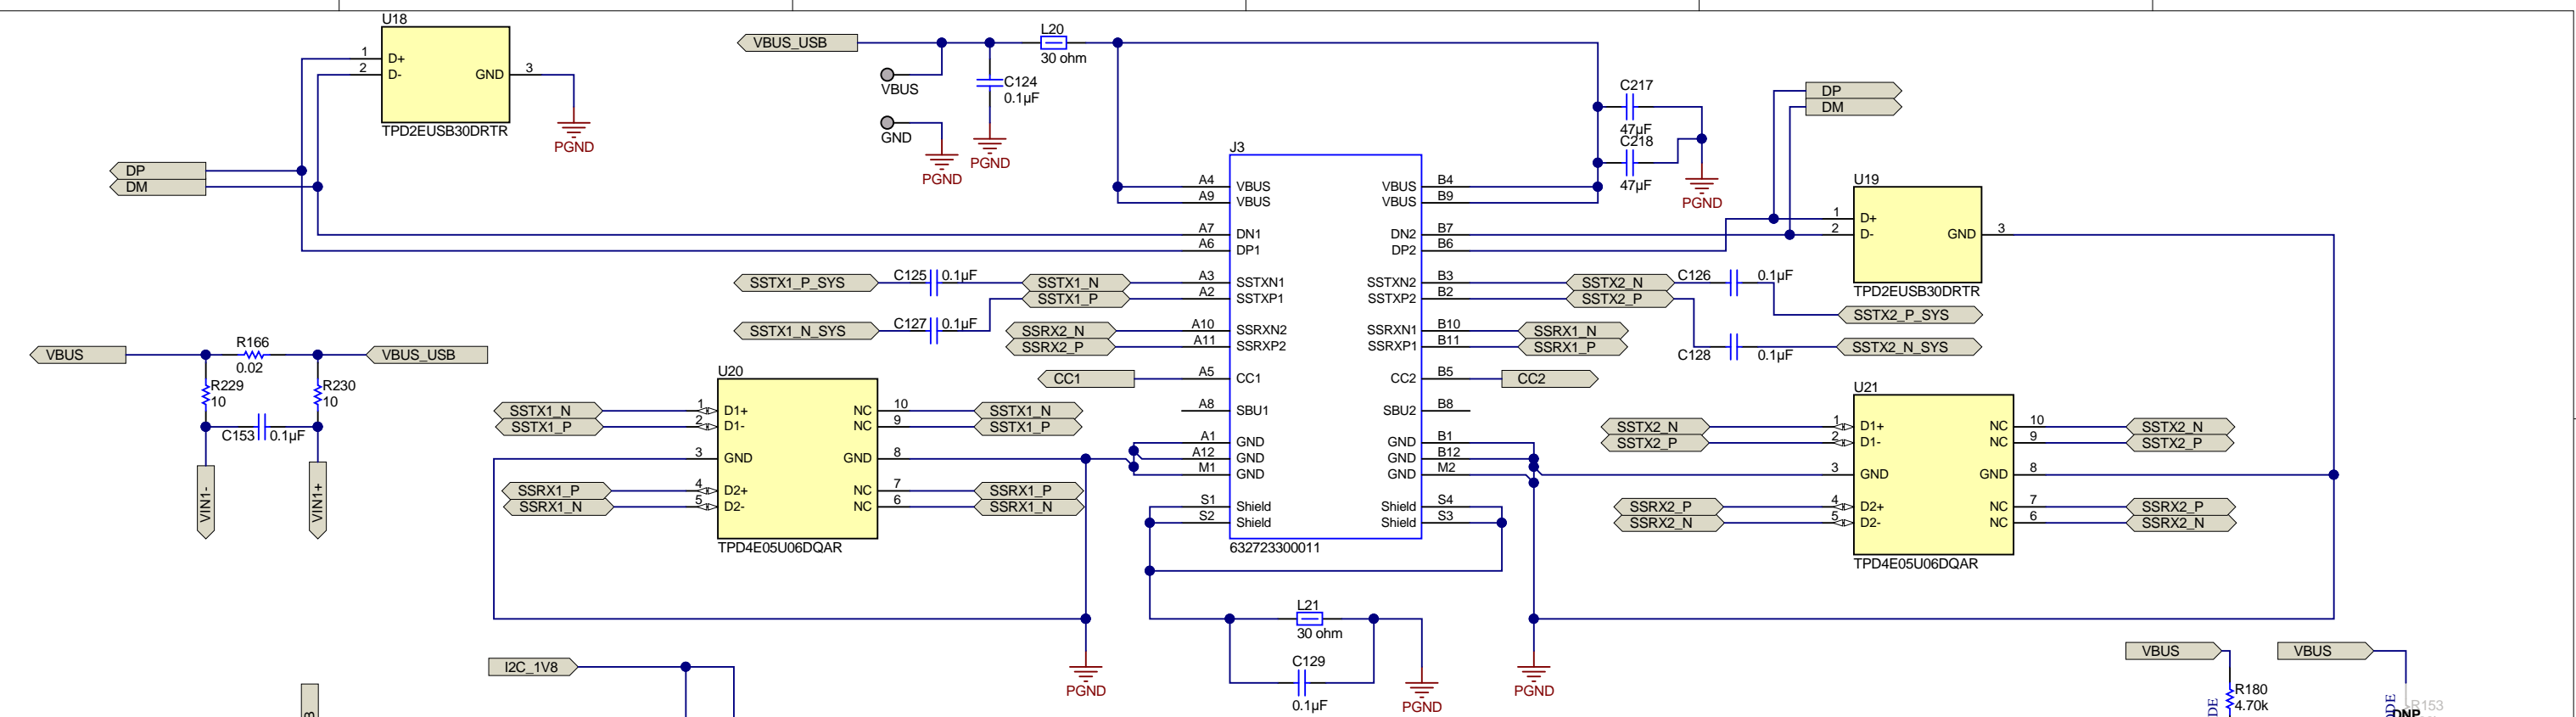 U18
1 D+
2 D-
GND 3
TPD2EUSB30DRTR
PGND
DP
DM
VBUS_USB
L20
30 ohm
VBUS
C124
0.1µF
GND
PGND
PGND
C217
47µF
C218
47µF
PGND
DP
DM
U19
1 D+
2 D-
GND 3
TPD2EUSB30DRTR
J3
A4 VBUS VBUS B4
A9 VBUS VBUS B9
A7 DN1 DN2 B7
A6 DP1 DP2 B6
A3 SSTXN1 SSTXN2 B3
A2 SSTXP1 SSTXP2 B2
A10 SSRXN2 SSRXN1 B10
A11 SSRXP2 SSRXP1 B11
A5 CC1 CC2 B5
A8 SBU1 SBU2 B8
A1 GND GND B1
A12 GND GND B12
M1 GND GND M2
S1 Shield Shield S4
S2 Shield Shield S3
632723300011
SSTX1_P_SYS C125 0.1µF SSTX1_N
SSTX1_P
SSTX1_N_SYS C127 0.1µF
SSRX2_N
SSRX2_P
CC1
SSTX2_N C126 0.1µF
SSTX2_P
SSTX2_P_SYS
SSRX1_N
SSRX1_P
C128 0.1µF SSTX2_N_SYS
CC2
VBUS
R166
0.02
VBUS_USB
R229
10
R230
10
C153 0.1µF
VIN1-
VIN1+
U20
SSTX1_N 1 D1+ NC 10 SSTX1_N
SSTX1_P 2 D1- NC 9 SSTX1_P
3 GND GND 8
SSRX1_P 4 D2+ NC 7 SSRX1_P
SSRX1_N 5 D2- NC 6 SSRX1_N
TPD4E05U06DQAR
U21
SSTX2_N 1 D1+ NC 10 SSTX2_N
SSTX2_P 2 D1- NC 9 SSTX2_P
3 GND GND 8
SSRX2_P 4 D2+ NC 7 SSRX2_P
SSRX2_N 5 D2- NC 6 SSRX2_N
TPD4E05U06DQAR
L21
30 ohm
C129
0.1µF
PGND
PGND
PGND
I2C_1V8
VBUS
R180
4.70k
VBUS
R153
DNP